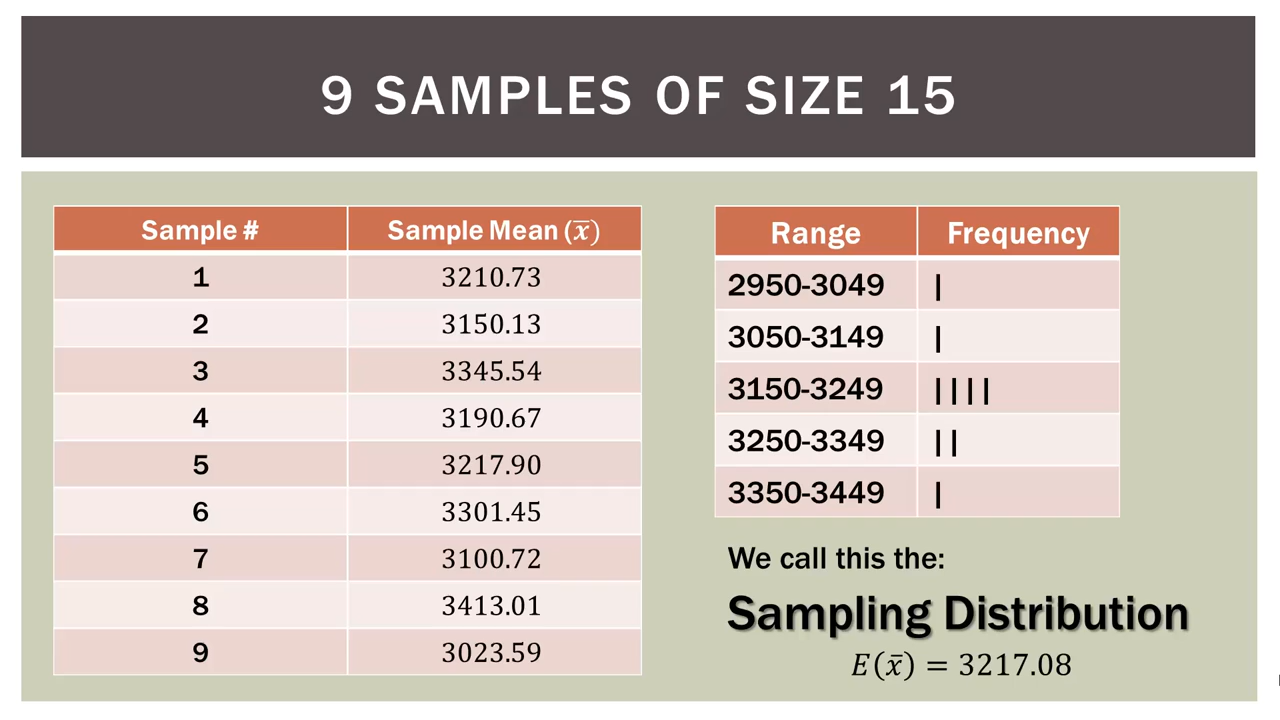 9 SAMPLES OF SIZE 15
Sample # Sample Mean (x̅)
1 3210.73
2 3150.13
3 3345.54
4 3190.67
5 3217.90
6 3301.45
7 3100.72
8 3413.01
9 3023.59
Range Frequency
2950-3049 |
3050-3149 |
3150-3249 ||||
3250-3349 ||
3350-3449 |
We call this the:
Sampling Distribution
E(x̅) = 3217.08